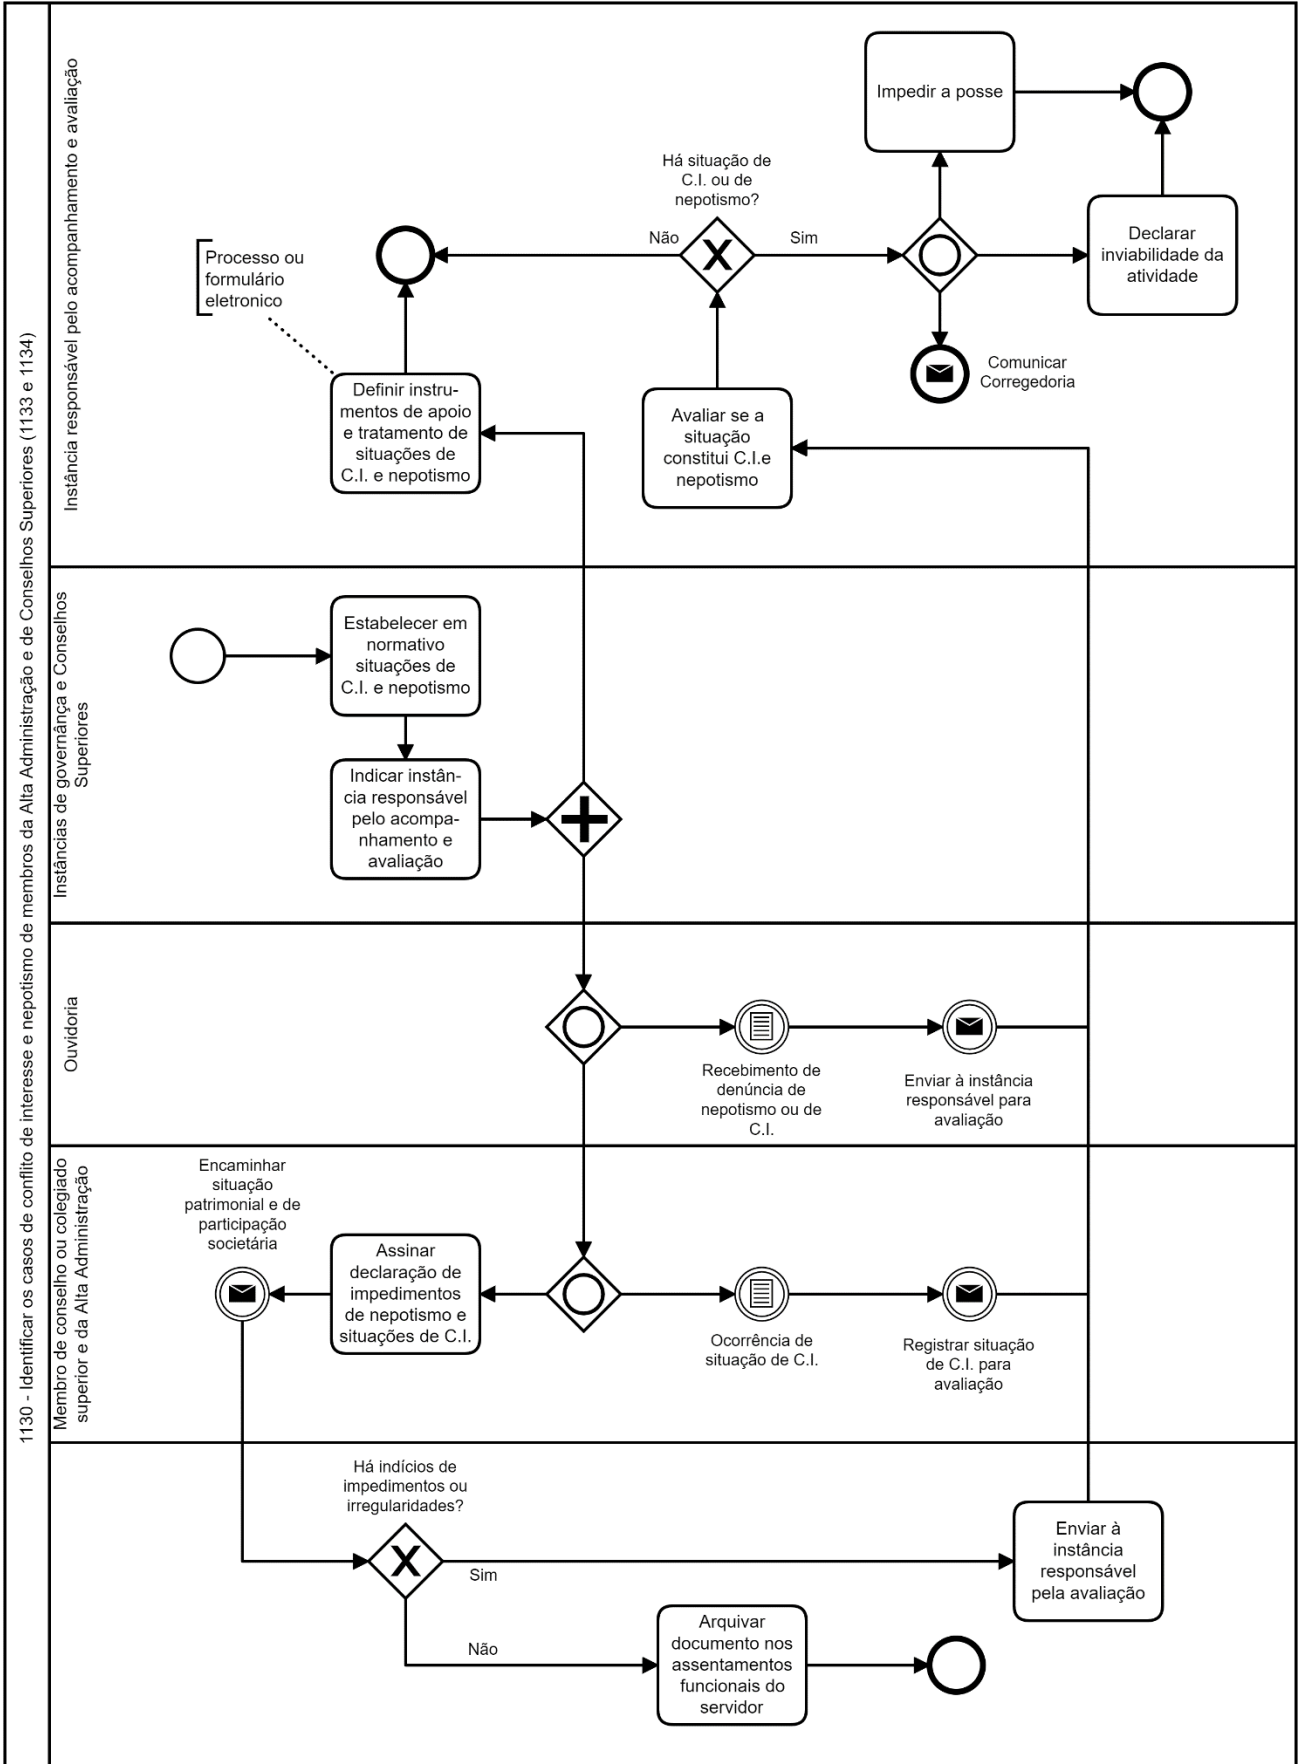 1130 - Identificar os casos de conflito de interesse e nepotismo de membros da Alta Administração e de Conselhos Superiores (1133 e 1134)
Instância responsável pelo acompanhamento e avaliação
Impedir a posse
Há situação de
C.I. ou de
nepotismo?
Não
Sim
Declarar
inviabilidade da
atividade
Processo ou
formulário
eletronico
Comunicar
Corregedoria
Definir instru-
mentos de apoio
e tratamento de
situações de
C.I. e nepotismo
Avaliar se a
situação
constitui C.I.e
nepotismo
Instâncias de governânça e Conselhos
Superiores
Estabelecer em
normativo
situações de
C.I. e nepotismo
Indicar instân-
cia responsável
pelo acompa-
nhamento e
avaliação
Ouvidoria
Recebimento de
denúncia de
nepotismo ou de
C.I.
Enviar à instância
responsável para
avaliação
Membro de conselho ou colegiado
superior e da Alta Administração
Encaminhar
situação
patrimonial e de
participação
societária
Assinar
declaração de
impedimentos
de nepotismo e
situações de C.I.
Ocorrência de
situação de C.I.
Registrar situação
de C.I. para
avaliação
Há indícios de
impedimentos ou
irregularidades?
Sim
Enviar à
instância
responsável
pela avaliação
Não
Arquivar
documento nos
assentamentos
funcionais do
servidor